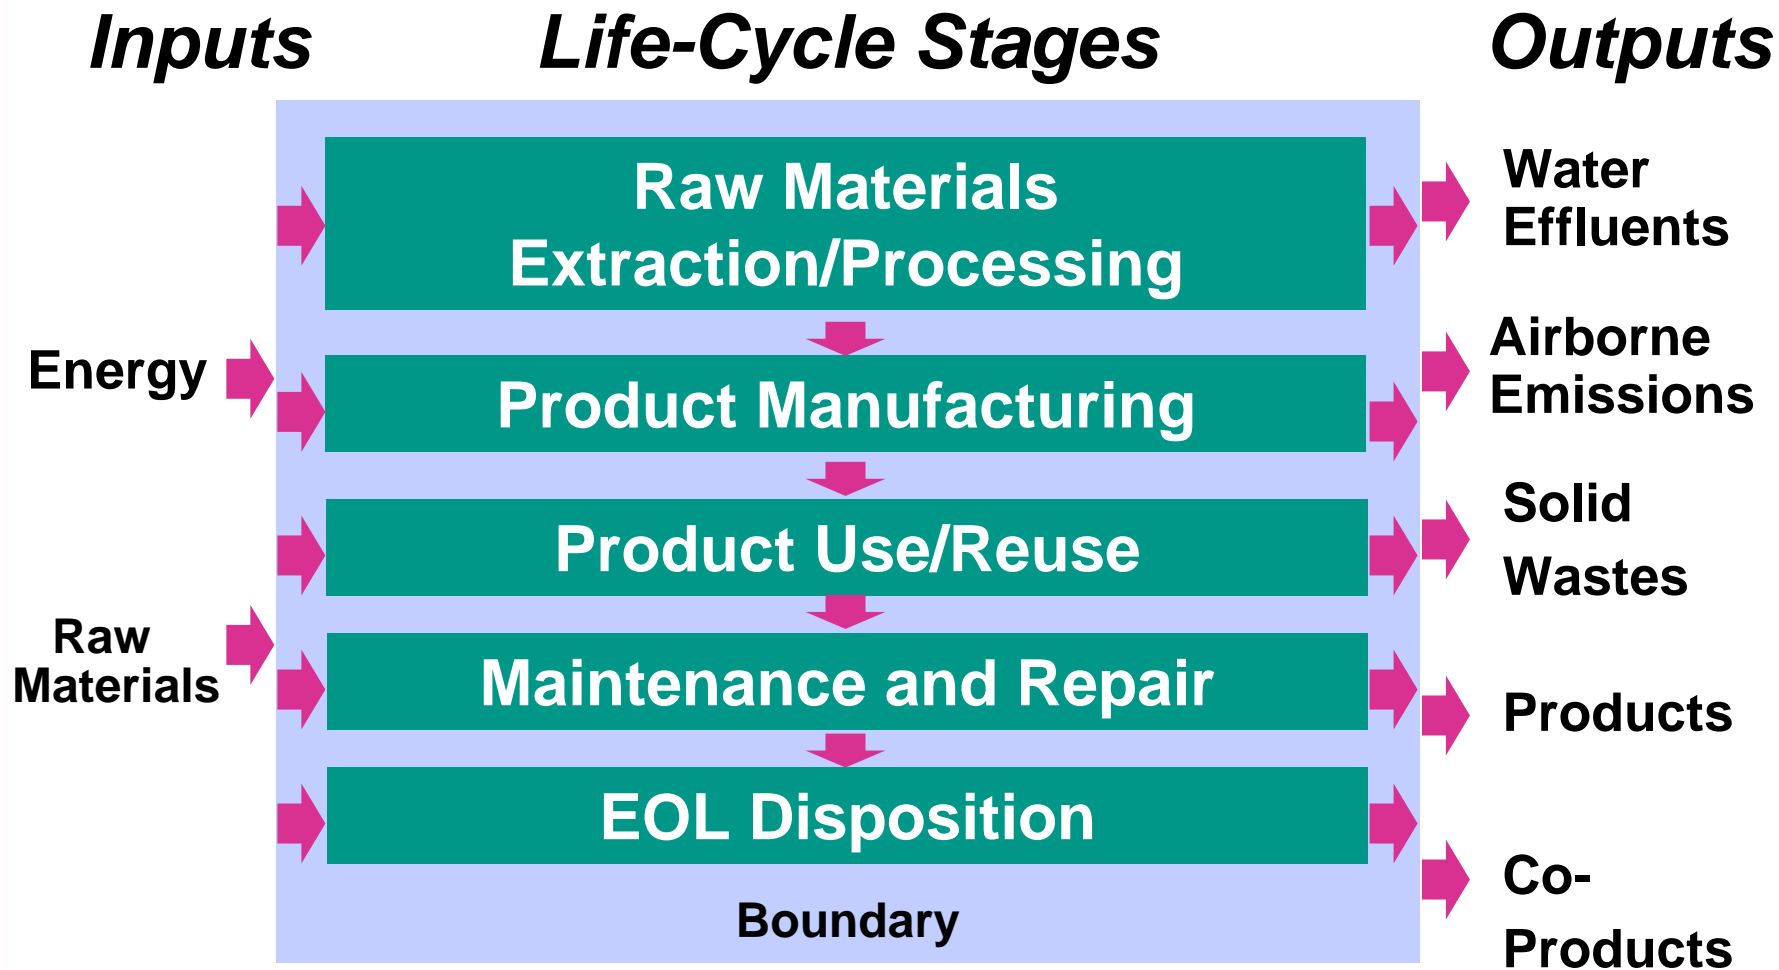 Inputs
Life-Cycle Stages
Outputs
Raw Materials
Extraction/Processing
Product Manufacturing
Product Use/Reuse
Maintenance and Repair
EOL Disposition
Boundary
Energy
Raw
Materials
Water
Effluents
Airborne
Emissions
Solid
Wastes
Products
Co-
Products